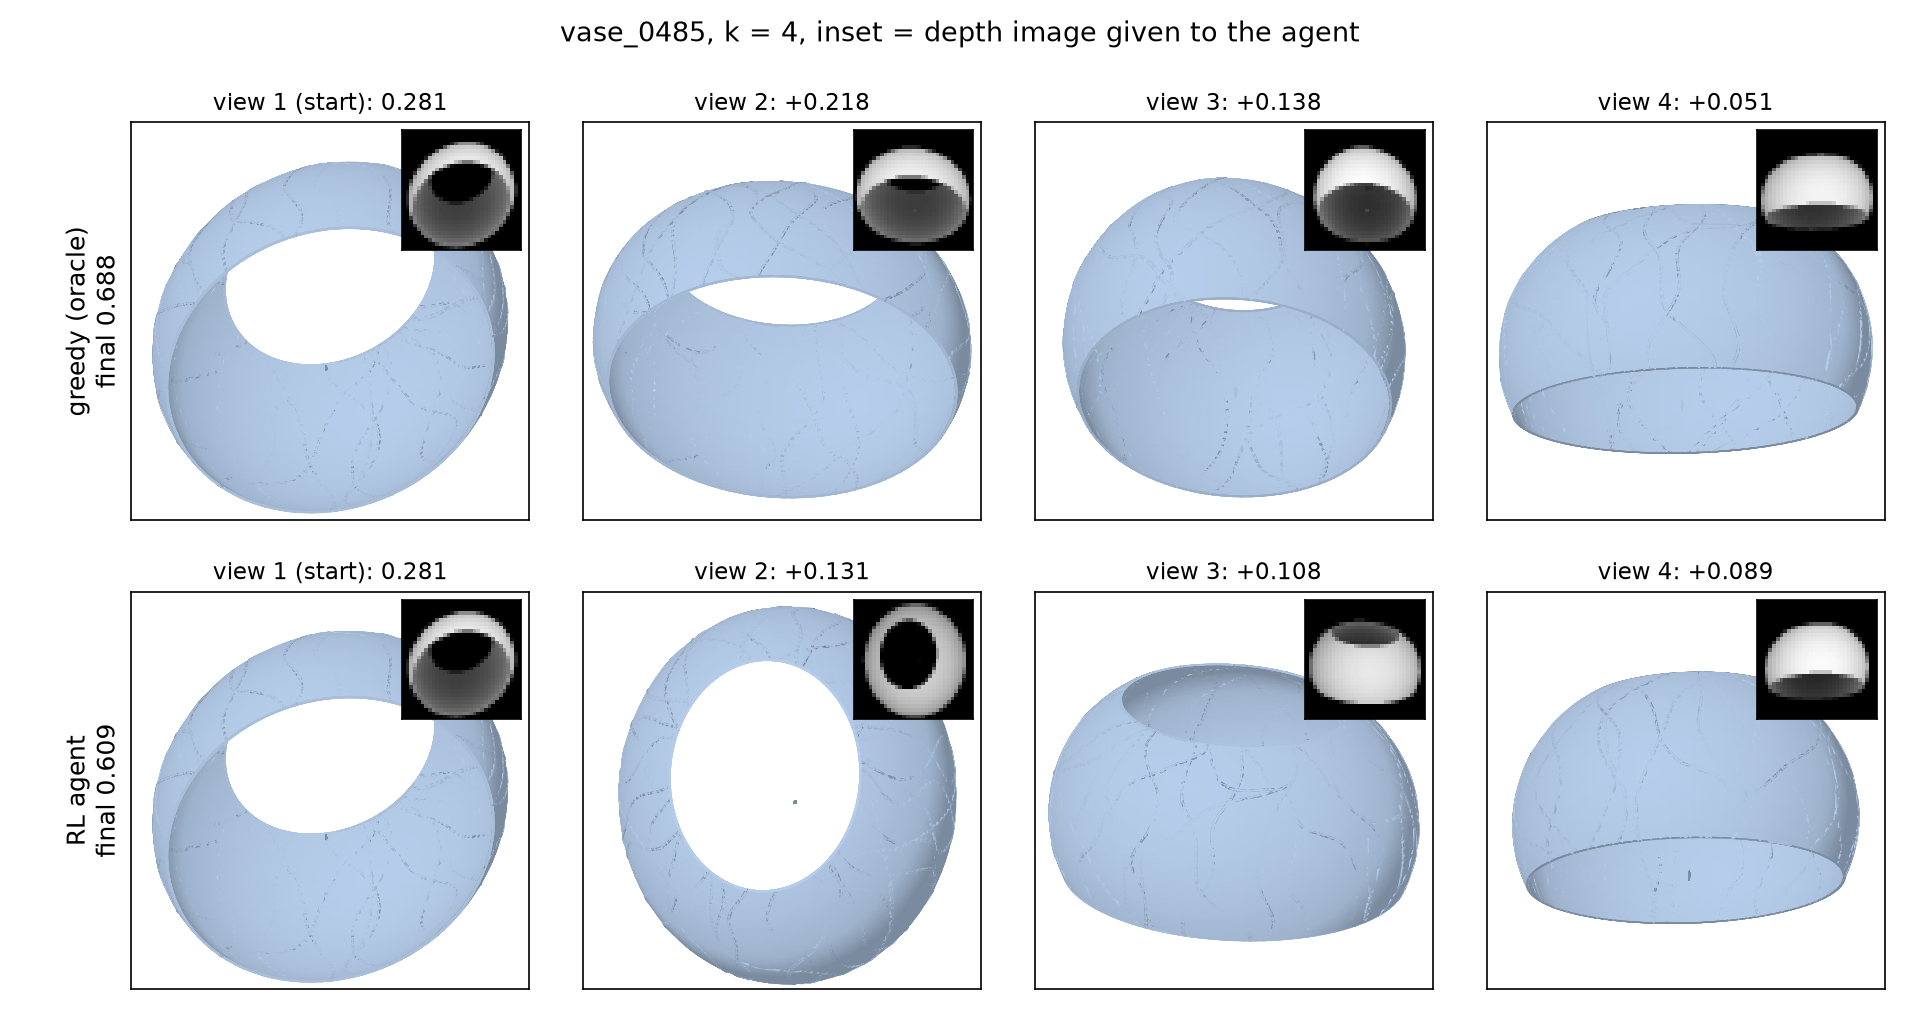 vase_0485, k = 4, inset = depth image given to the agent
view 1 (start): 0.281
view 2: +0.218
view 3: +0.138
view 4: +0.051
greedy (oracle)
final 0.688
view 1 (start): 0.281
view 2: +0.131
view 3: +0.108
view 4: +0.089
RL agent
final 0.609